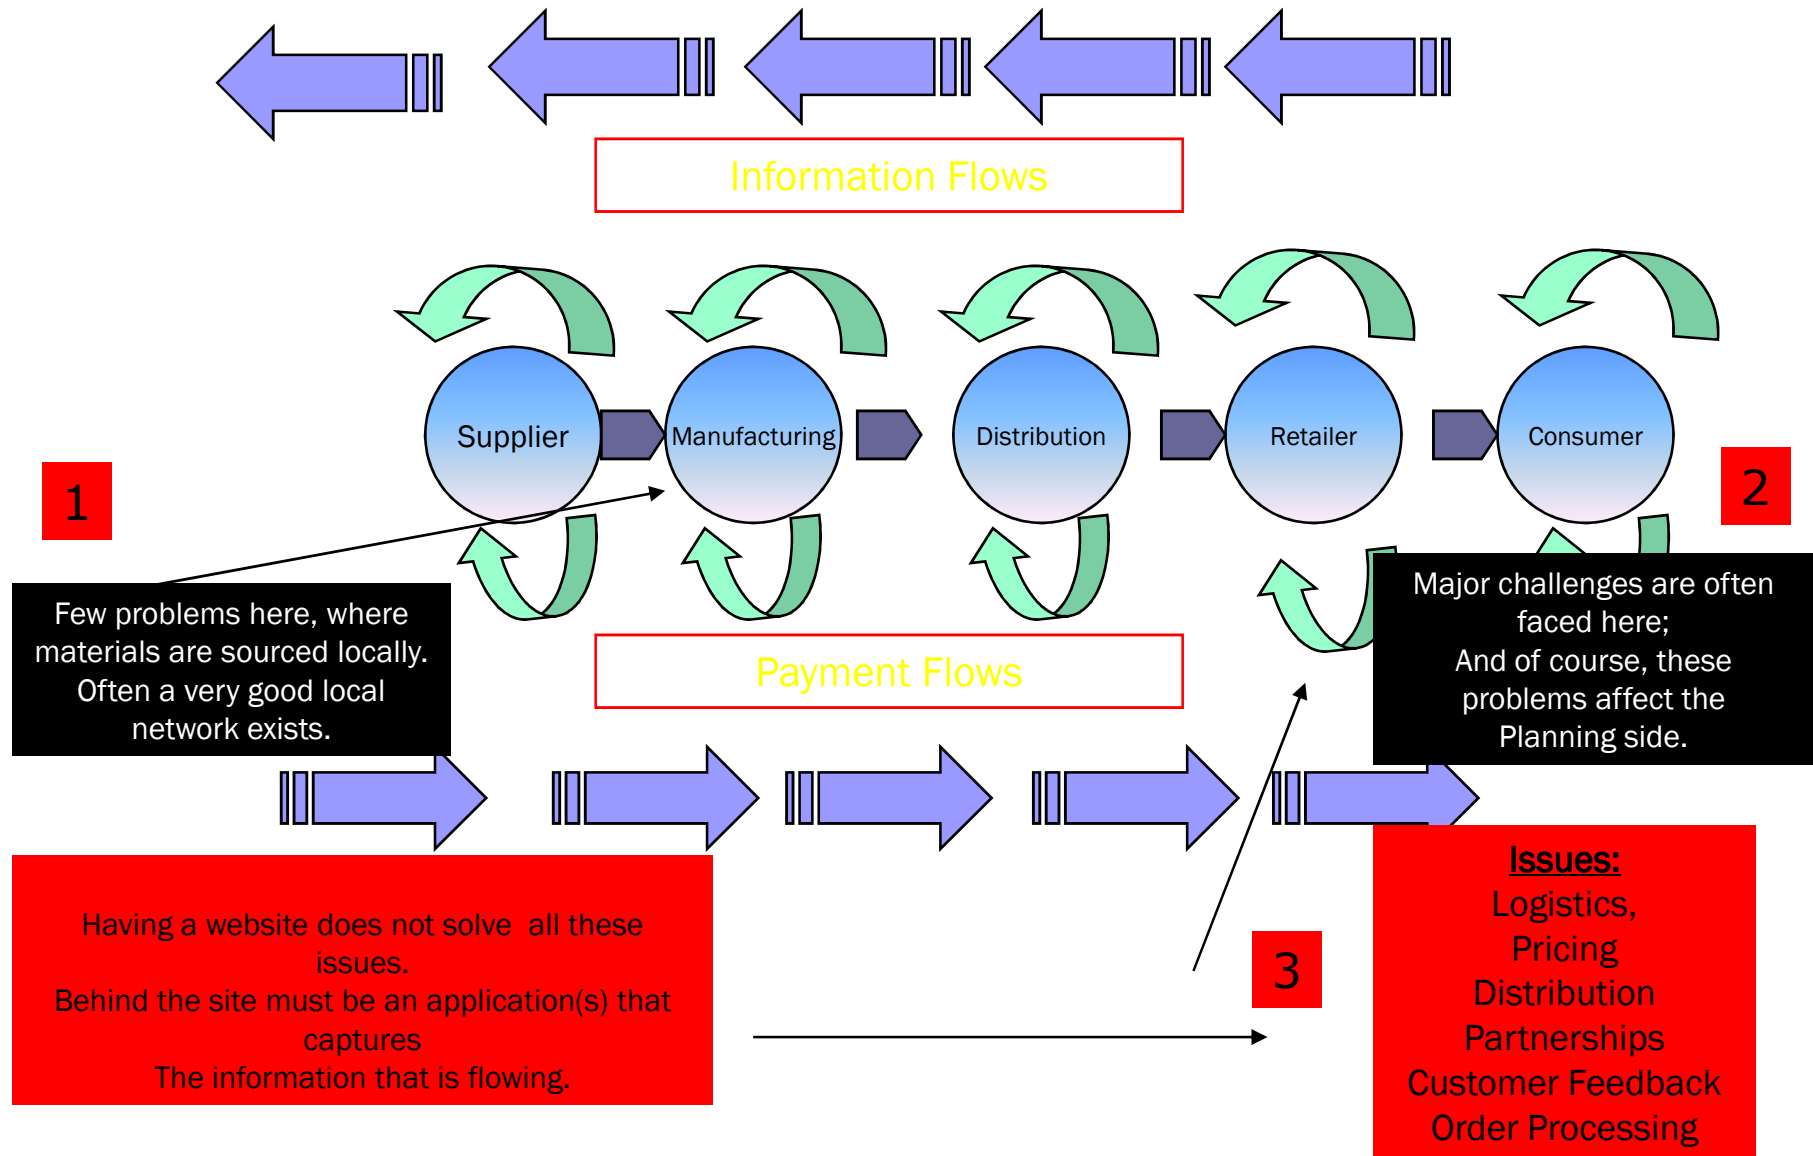 Information Flows
Supplier
Manufacturing
Distribution
Retailer
Consumer
1
2
Few problems here, where
materials are sourced locally.
Often a very good local
network exists.
Major challenges are often
faced here;
And of course, these
problems affect the
Planning side.
Payment Flows
Having a website does not solve  all these
issues.
Behind the site must be an application(s) that
captures
The information that is flowing.
3
Issues:
Logistics,
Pricing
Distribution
Partnerships
Customer Feedback
Order Processing